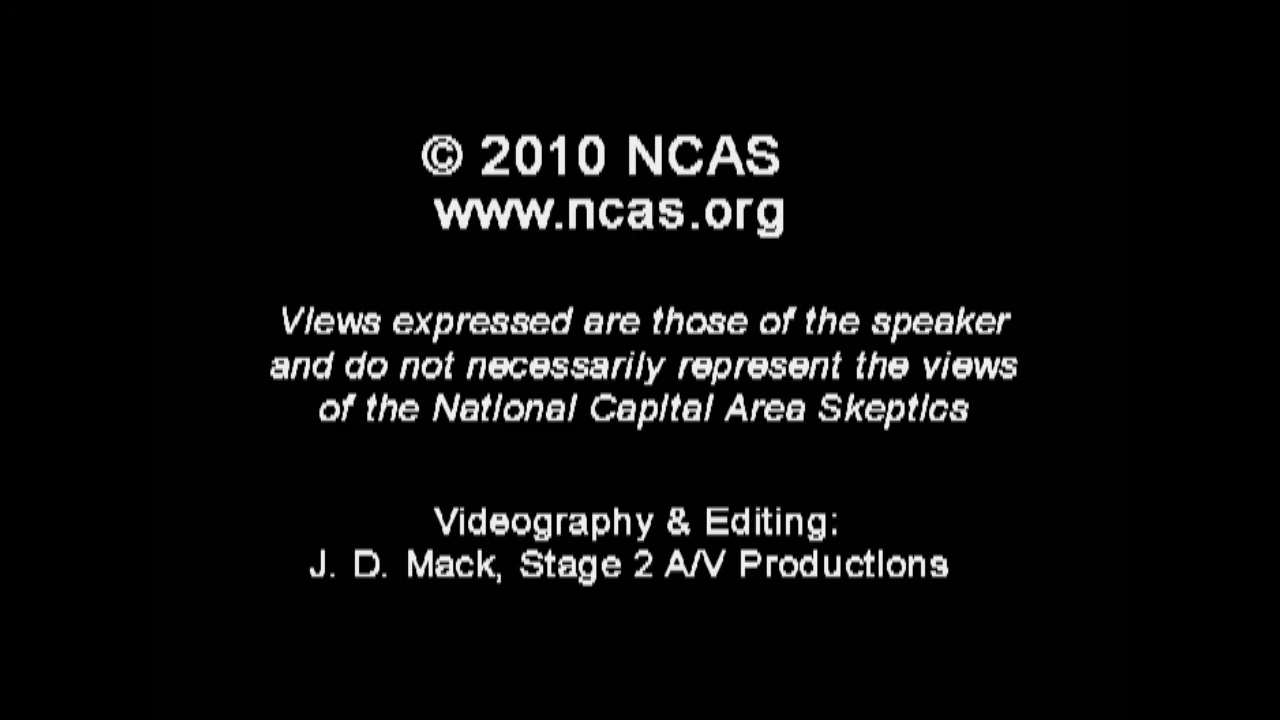 © 2010 NCAS
www.ncas.org
Views expressed are those of the speaker
and do not necessarily represent the views
of the National Capital Area Skeptics
Videography & Editing:
J. D. Mack, Stage 2 A/V Productions